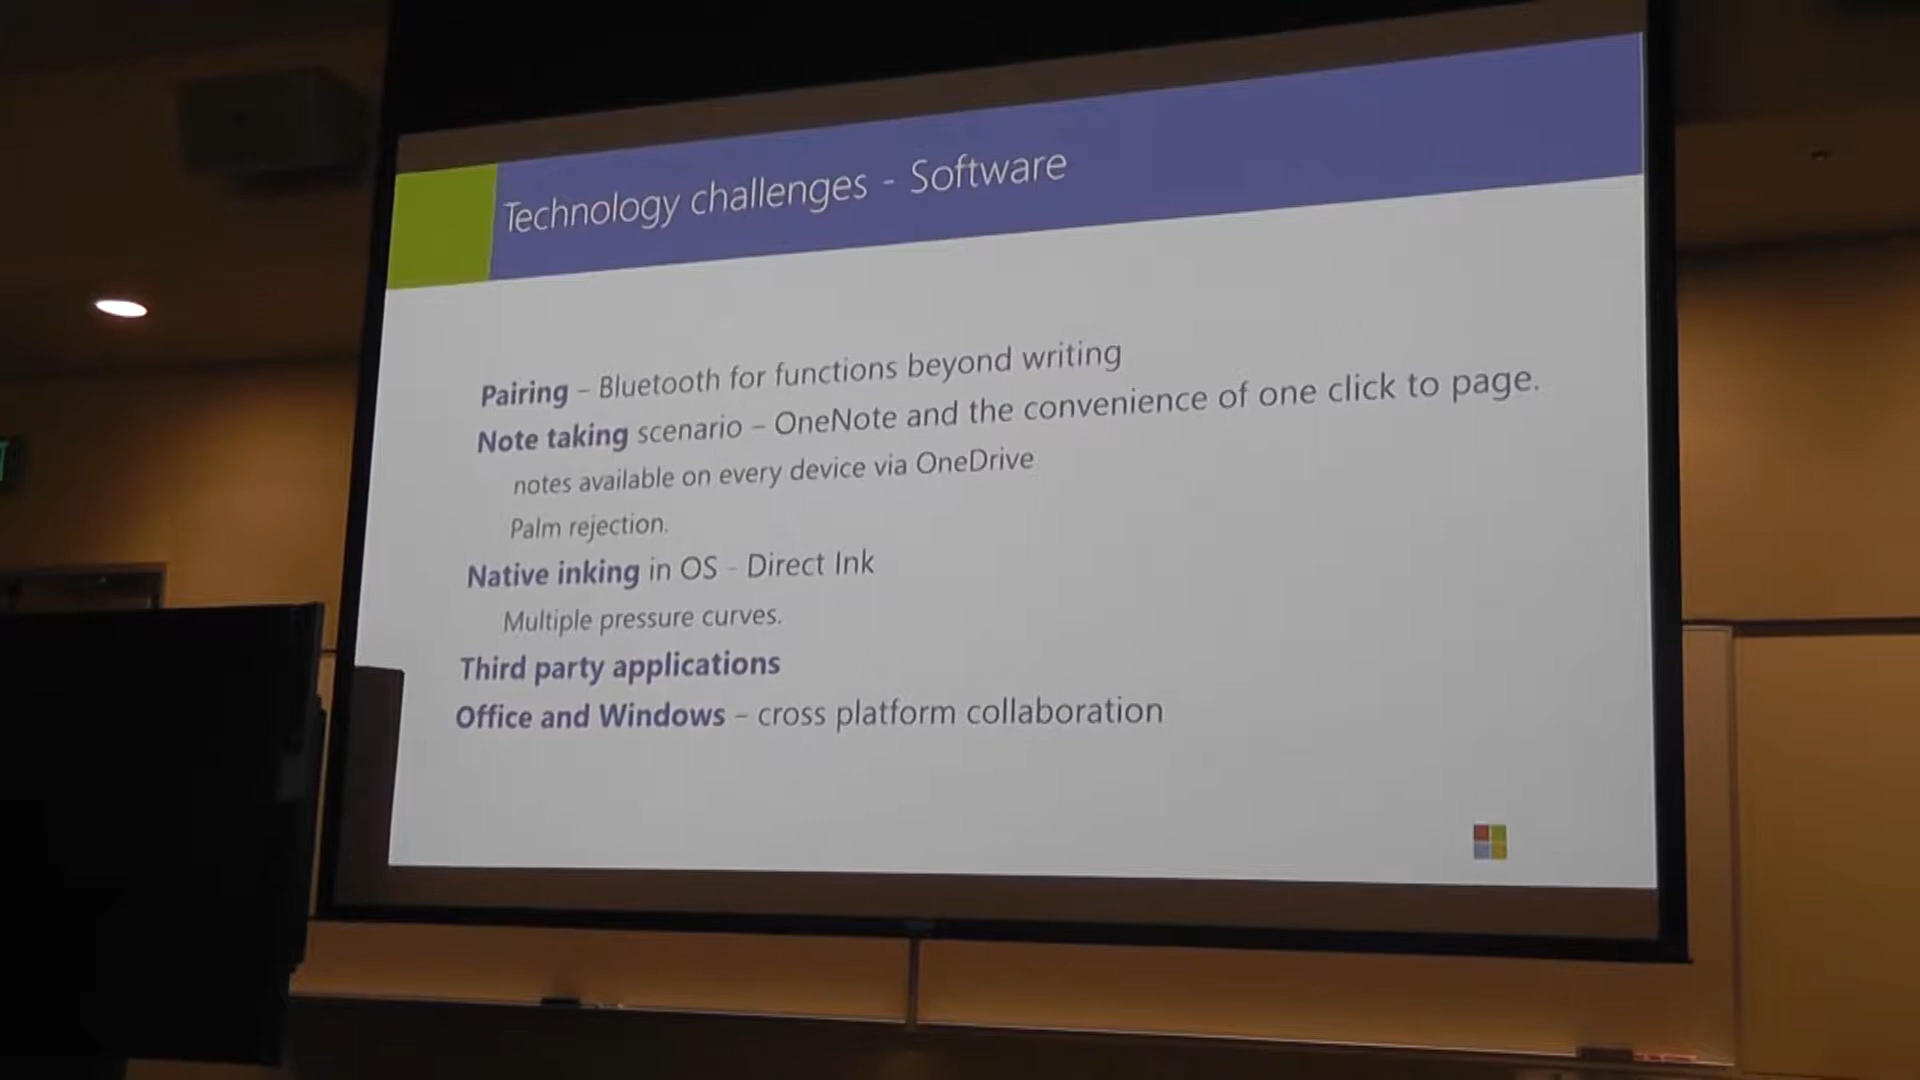 Technology challenges - Software
Pairing – Bluetooth for functions beyond writing
Note taking scenario – OneNote and the convenience of one click to page.
notes available on every device via OneDrive
Palm rejection.
Native inking in OS - Direct Ink
Multiple pressure curves.
Third party applications
Office and Windows – cross platform collaboration